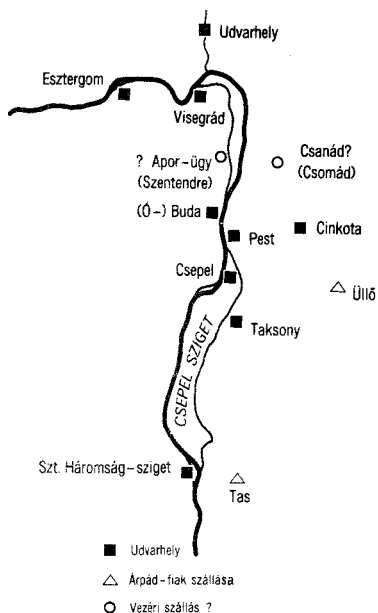 Udvarhely
Esztergom
Visegrád
? Apor-ügy
(Szentendre)
Csanád?
(Csomád)
(Ó-) Buda
Pest
Cinkota
Csepel
Üllő
Taksony
CSEPEL SZIGET
Szt. Háromság-sziget
Tas
Udvarhely
Árpád-fiak szállása
Vezéri szállás ?